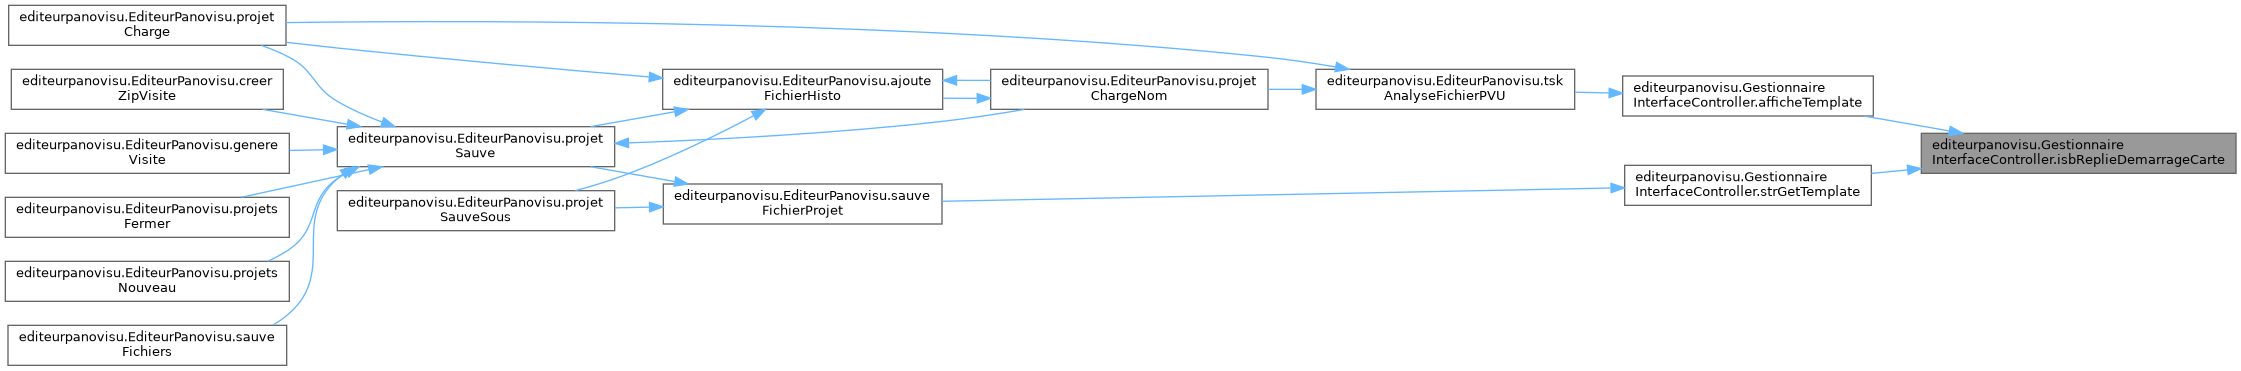 editeurpanovisu.EditeurPanovisu.projet
Charge
editeurpanovisu.EditeurPanovisu.creer
ZipVisite
editeurpanovisu.EditeurPanovisu.genere
Visite
editeurpanovisu.EditeurPanovisu.projets
Fermer
editeurpanovisu.EditeurPanovisu.projets
Nouveau
editeurpanovisu.EditeurPanovisu.sauve
Fichiers
editeurpanovisu.EditeurPanovisu.projet
Sauve
editeurpanovisu.EditeurPanovisu.projet
SauveSous
editeurpanovisu.EditeurPanovisu.ajoute
FichierHisto
editeurpanovisu.EditeurPanovisu.sauve
FichierProjet
editeurpanovisu.EditeurPanovisu.projet
ChargeNom
editeurpanovisu.EditeurPanovisu.tsk
AnalyseFichierPVU
editeurpanovisu.Gestionnaire
InterfaceController.afficheTemplate
editeurpanovisu.Gestionnaire
InterfaceController.strGetTemplate
editeurpanovisu.Gestionnaire
InterfaceController.isbReplieDemarrageCarte